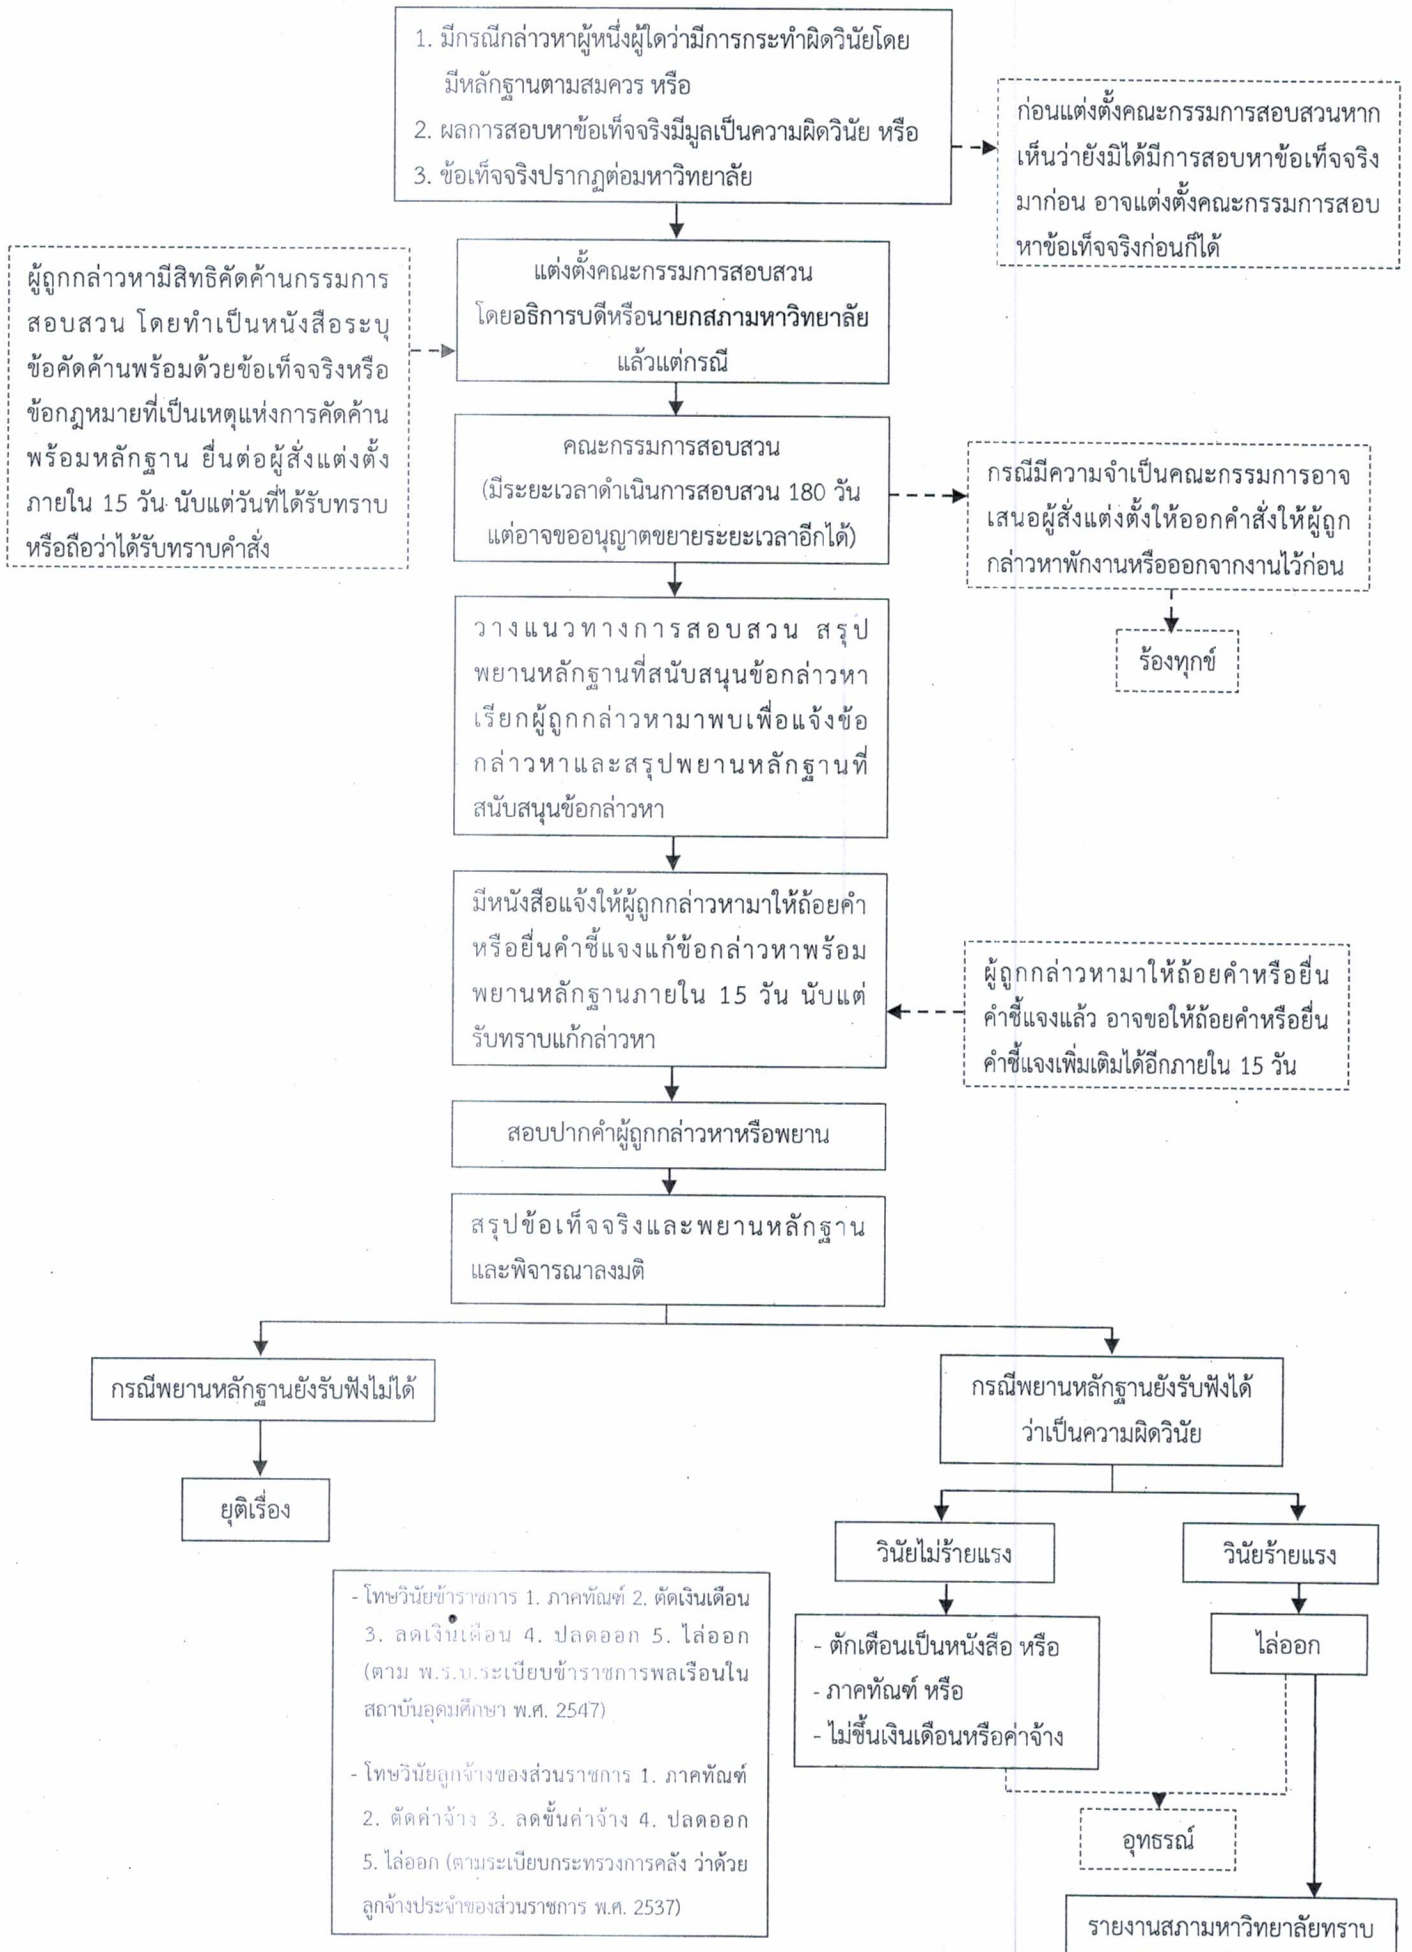 1. มีกรณีกล่าวหาผู้หนึ่งผู้ใดว่ามีการกระทำผิดวินัยโดย
มีหลักฐานตามสมควร หรือ
2. ผลการสอบหาข้อเท็จจริงมีมูลเป็นความผิดวินัย หรือ
3. ข้อเท็จจริงปรากฏต่อมหาวิทยาลัย
ก่อนแต่งตั้งคณะกรรมการสอบสวนหาก
เห็นว่ายังมิได้มีการสอบหาข้อเท็จจริง
มาก่อน อาจแต่งตั้งคณะกรรมการสอบ
หาข้อเท็จจริงก่อนก็ได้
แต่งตั้งคณะกรรมการสอบสวน
โดยอธิการบดีหรือนายกสภามหาวิทยาลัย
แล้วแต่กรณี
ผู้ถูกกล่าวหามีสิทธิคัดค้านกรรมการ
สอบสวน โดยทำเป็นหนังสือระบุ
ข้อคัดค้านพร้อมด้วยข้อเท็จจริงหรือ
ข้อกฎหมายที่เป็นเหตุแห่งการคัดค้าน
พร้อมหลักฐาน ยื่นต่อผู้สั่งแต่งตั้ง
ภายใน 15 วัน นับแต่วันที่ได้รับทราบ
หรือถือว่าได้รับทราบคำสั่ง
คณะกรรมการสอบสวน
(มีระยะเวลาดำเนินการสอบสวน 180 วัน
แต่อาจขออนุญาตขยายระยะเวลาอีกได้)
กรณีมีความจำเป็นคณะกรรมการอาจ
เสนอผู้สั่งแต่งตั้งให้ออกคำสั่งให้ผู้ถูก
กล่าวหาพักงานหรือออกจากงานไว้ก่อน
ร้องทุกข์
วางแนวทางการสอบสวน สรุป
พยานหลักฐานที่สนับสนุนข้อกล่าวหา
เรียกผู้ถูกกล่าวหามาพบเพื่อแจ้งข้อ
กล่าวหาและสรุปพยานหลักฐานที่
สนับสนุนข้อกล่าวหา
มีหนังสือแจ้งให้ผู้ถูกกล่าวหามาให้ถ้อยคำ
หรือยื่นคำชี้แจงแก้ข้อกล่าวหาพร้อม
พยานหลักฐานภายใน 15 วัน นับแต่
รับทราบแก้กล่าวหา
ผู้ถูกกล่าวหามาให้ถ้อยคำหรือยื่น
คำชี้แจงแล้ว อาจขอให้ถ้อยคำหรือยื่น
คำชี้แจงเพิ่มเติมได้อีกภายใน 15 วัน
สอบปากคำผู้ถูกกล่าวหาหรือพยาน
สรุปข้อเท็จจริงและพยานหลักฐาน
และพิจารณาลงมติ
กรณีพยานหลักฐานยังรับฟังไม่ได้
ยุติเรื่อง
กรณีพยานหลักฐานยังรับฟังได้
ว่าเป็นความผิดวินัย
วินัยไม่ร้ายแรง
วินัยร้ายแรง
- ตักเตือนเป็นหนังสือ หรือ
- ภาคทัณฑ์ หรือ
- ไม่ขึ้นเงินเดือนหรือค่าจ้าง
ไล่ออก
อุทธรณ์
รายงานสภามหาวิทยาลัยทราบ
- โทษวินัยข้าราชการ 1. ภาคทัณฑ์ 2. ตัดเงินเดือน
3. ลดเงินเดือน 4. ปลดออก 5. ไล่ออก
(ตาม พ.ร.บ.ระเบียบข้าราชการพลเรือนใน
สถาบันอุดมศึกษา พ.ศ. 2547)
- โทษวินัยลูกจ้างของส่วนราชการ 1. ภาคทัณฑ์
2. ตัดค่าจ้าง 3. ลดขั้นค่าจ้าง 4. ปลดออก
5. ไล่ออก (ตามระเบียบกระทรวงการคลัง ว่าด้วย
ลูกจ้างประจำของส่วนราชการ พ.ศ. 2537)